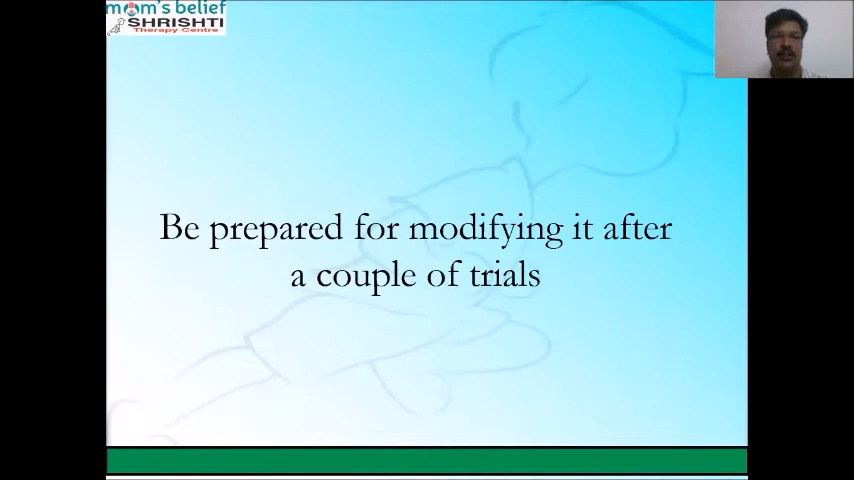 mom's belief
SHRISHTI
Therapy Centre
Be prepared for modifying it after
a couple of trials